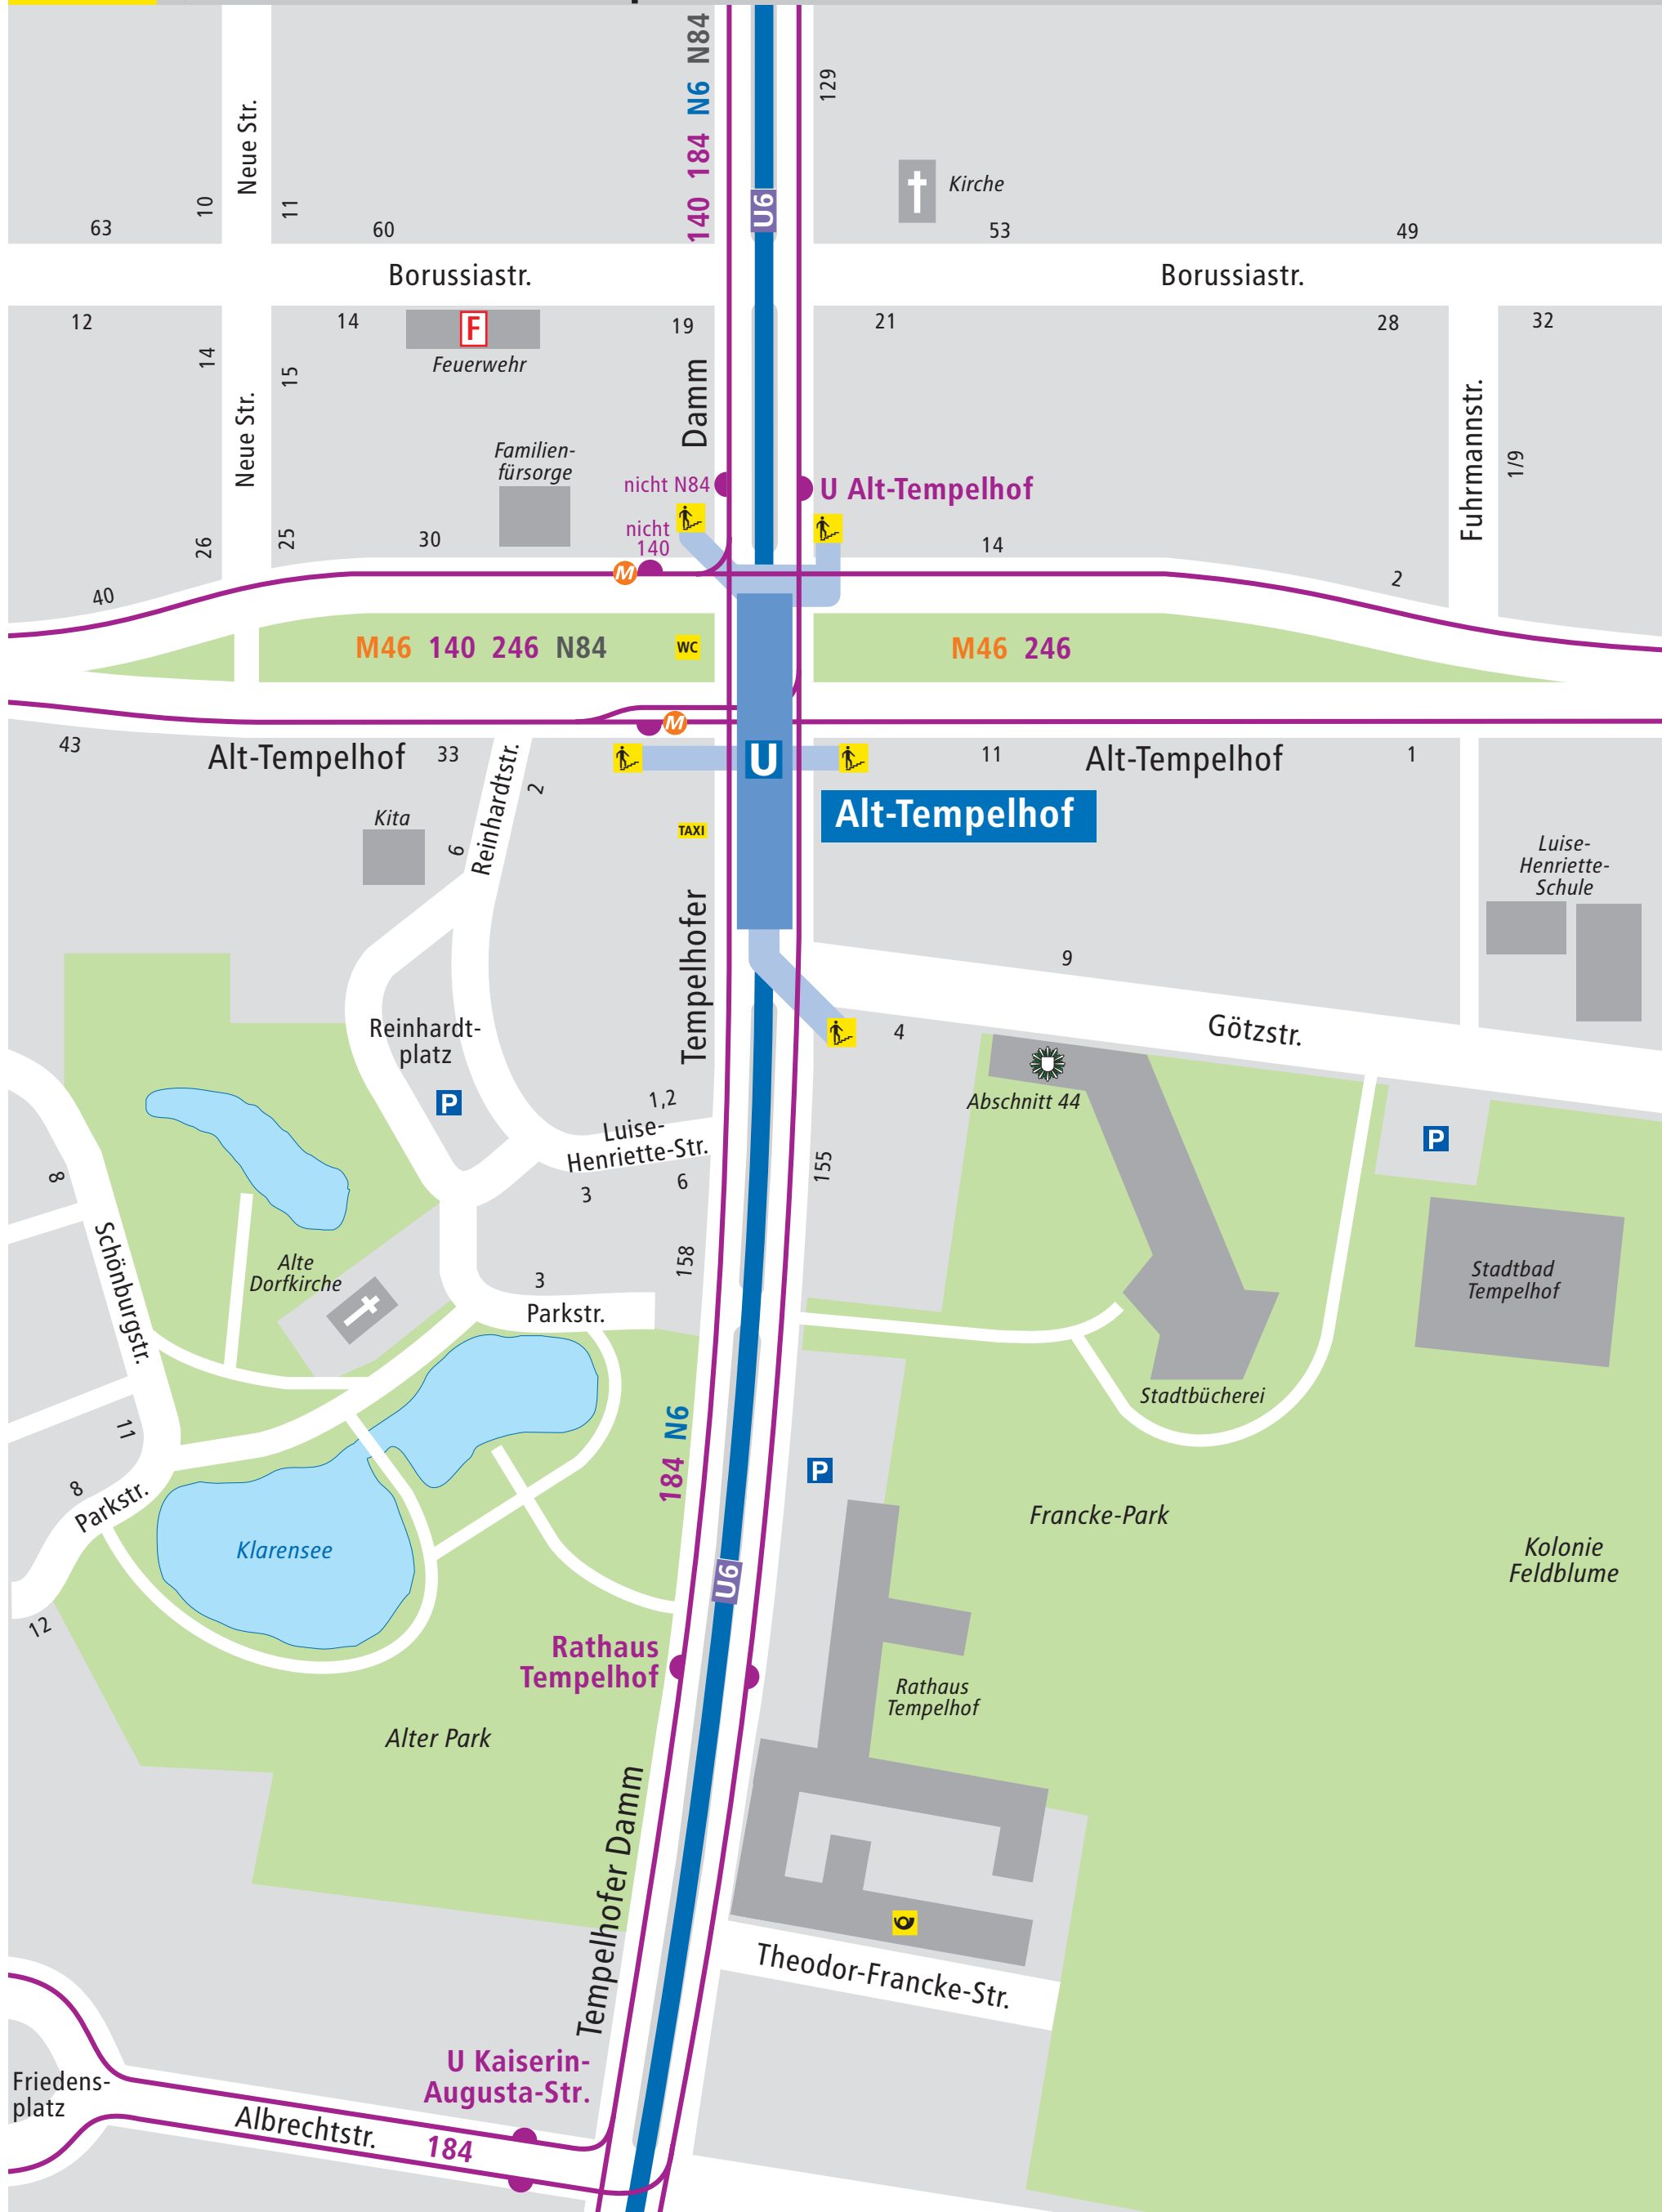 140 184 N6 N84
129
Neue Str.
10
11
U6
Kirche
63
60
53
49
Borussiastr.
Borussiastr.
12
14
F
19
21
28
32
Feuerwehr
14
15
Damm
Neue Str.
Fuhrmannstr.
1/9
Familien-
fürsorge
nicht N84
U Alt-Tempelhof
nicht
140
26
25
30
14
M
2
40
M46 140 246 N84
WC
M46 246
M
43
Alt-Tempelhof
33
U
11
Alt-Tempelhof
1
Reinhardtstr.
2
Alt-Tempelhof
Kita
TAXI
6
Luise-
Henriette-
Schule
Tempelhofer
9
Götzstr.
4
Reinhardt-
platz
P
Abschnitt 44
1,2
Luise-
Henriette-Str.
P
155
8
3
6
Schönburgstr.
158
Alte
Dorfkirche
3
Parkstr.
Stadtbad
Tempelhof
Stadtbücherei
11
184 N6
P
8
Parkstr.
Francke-Park
Klarensee
Kolonie
Feldblume
U6
12
Rathaus
Tempelhof
Rathaus
Tempelhof
Alter Park
Tempelhofer Damm
Theodor-Francke-Str.
U Kaiserin-
Augusta-Str.
Friedens-
platz
Albrechtstr.
184